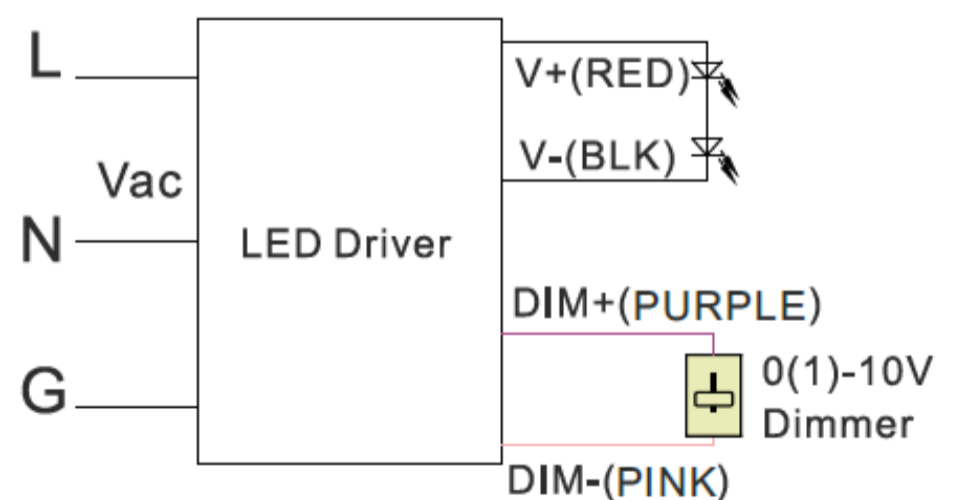 L
Vac
N
G
LED Driver
V+(RED)
V-(BLK)
DIM+(PURPLE)
0(1)-10V
Dimmer
DIM-(PINK)